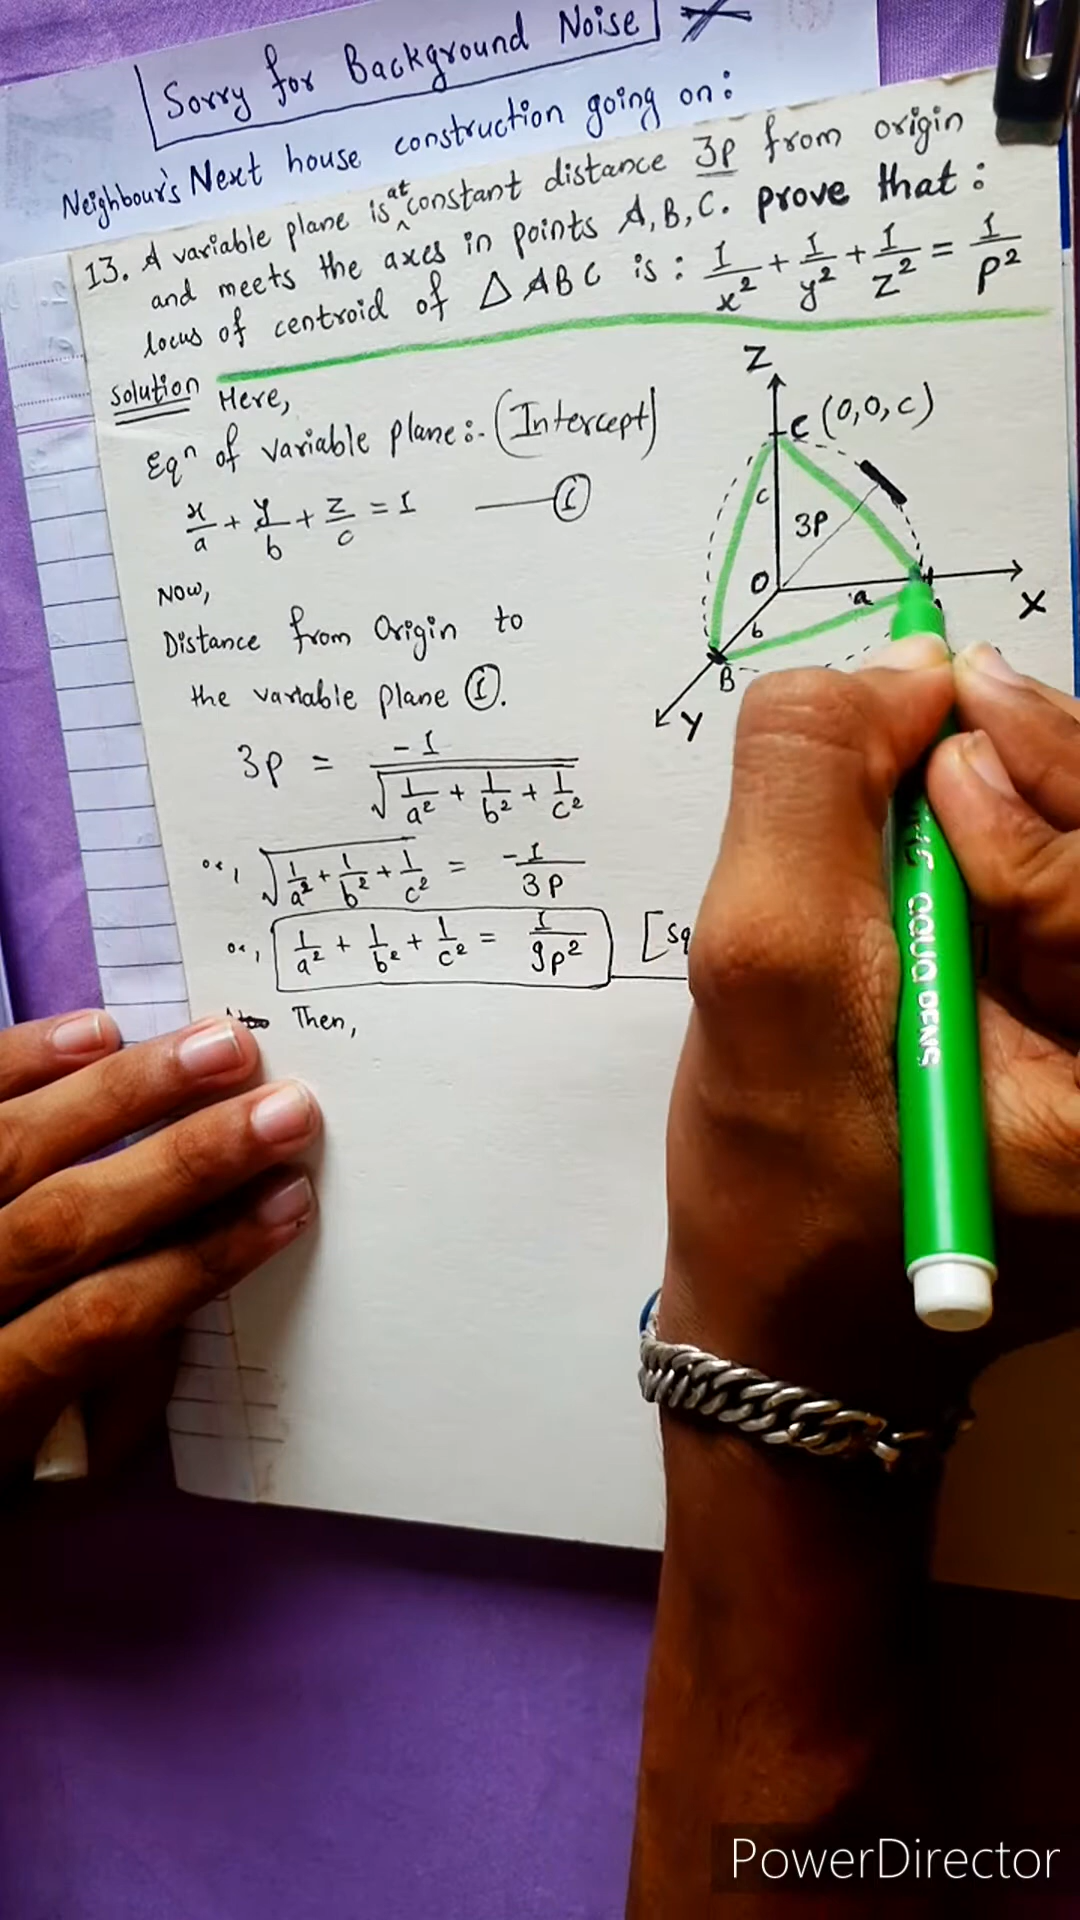 Sorry for Background Noise
Neighbour's Next house construction going on:
13. A variable plane is at constant distance 3p from origin
and meets the axes in points A, B, C. prove that:
locus of centroid of △ ABC is: 1/x² + 1/y² + 1/z² = 1/p²
Solution Here,
Eqⁿ of variable plane:- (Intercept)
x/a + y/b + z/c = 1 —— (1)
Now,
Distance from Origin to
the variable plane (1).
3p = -1/√(1/a² + 1/b² + 1/c²)
or, √(1/a² + 1/b² + 1/c²) = -1/3p
or, 1/a² + 1/b² + 1/c² = 1/9p² [sq
Then,
Z
C (0,0,c)
c
3P
O
a
X
b
B
Y
LIQUID PENS
PowerDirector